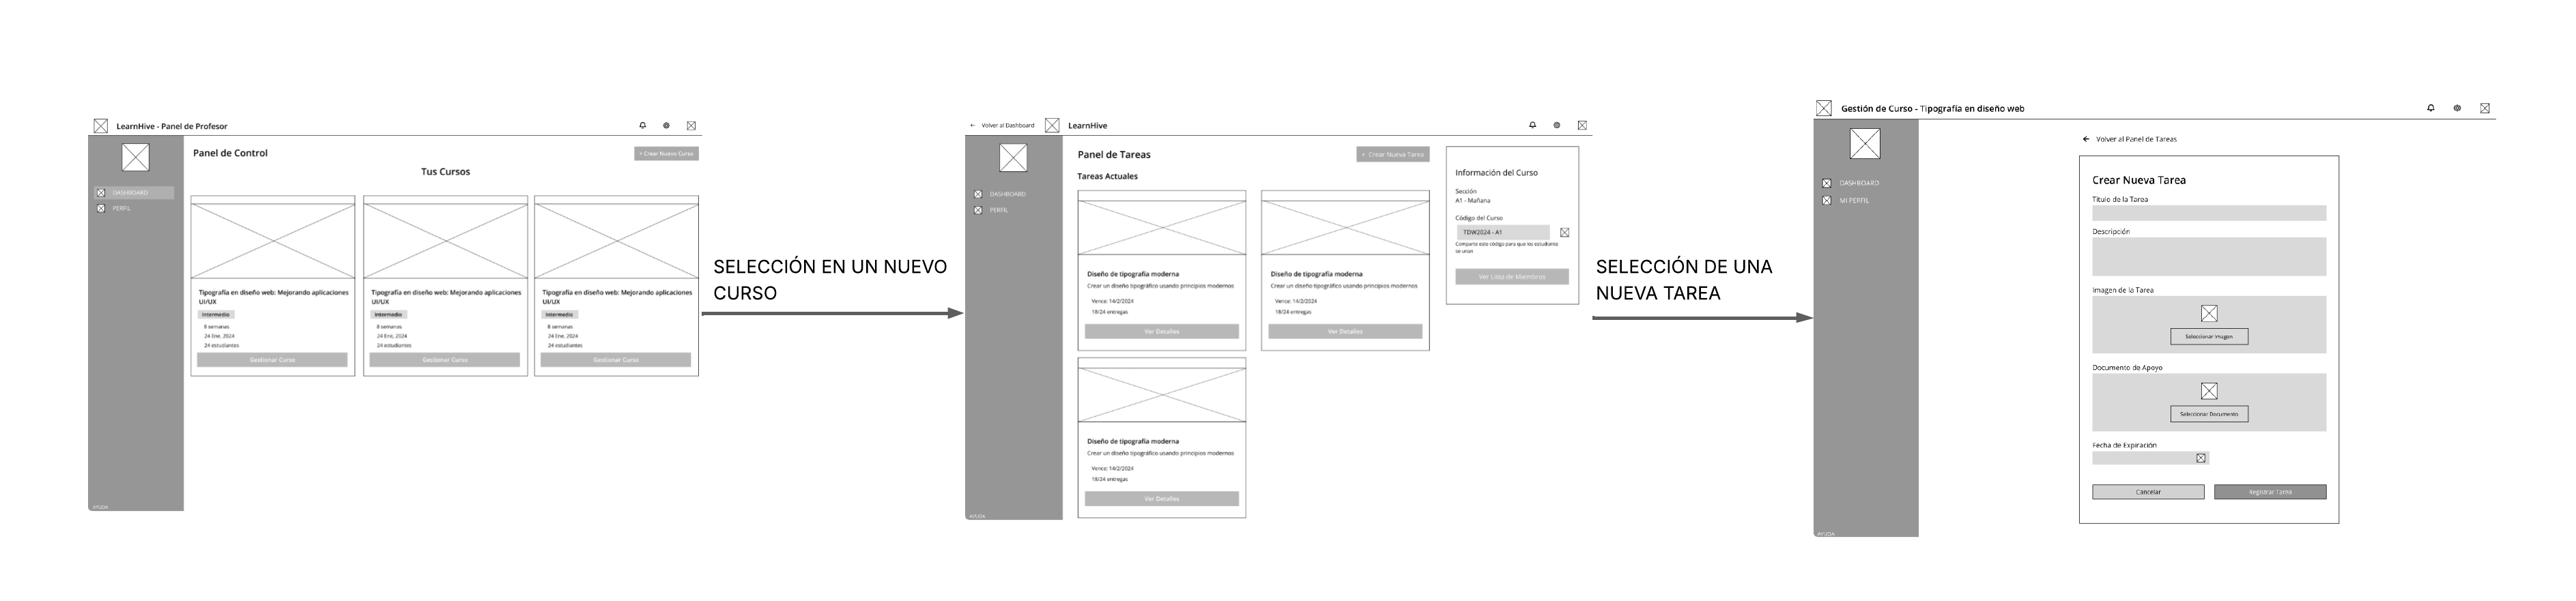 LearnHive - Panel de Profesor
DASHBOARD
PERFIL
AYUDA
Panel de Control
+ Crear Nuevo Curso
Tus Cursos
Tipografía en diseño web: Mejorando aplicaciones
UI/UX
Intermedio
8 semanas
24 Ene, 2024
24 estudiantes
Gestionar Curso
Tipografía en diseño web: Mejorando aplicaciones
UI/UX
Intermedio
8 semanas
24 Ene, 2024
24 estudiantes
Gestionar Curso
Tipografía en diseño web: Mejorando aplicaciones
UI/UX
Intermedio
8 semanas
24 Ene, 2024
24 estudiantes
Gestionar Curso
SELECCIÓN EN UN NUEVO
CURSO
← Volver al Dashboard
LearnHive
DASHBOARD
PERFIL
AYUDA
Panel de Tareas
+ Crear Nueva Tarea
Tareas Actuales
Diseño de tipografía moderna
Crear un diseño tipográfico usando principios modernos
Vence: 14/2/2024
18/24 entregas
Ver Detalles
Diseño de tipografía moderna
Crear un diseño tipográfico usando principios modernos
Vence: 14/2/2024
18/24 entregas
Ver Detalles
Diseño de tipografía moderna
Crear un diseño tipográfico usando principios modernos
Vence: 14/2/2024
18/24 entregas
Ver Detalles
Información del Curso
Sección
A1 - Mañana
Código del Curso
TDW2024 - A1
Comparte este código para que los estudiante
se unan
Ver Lista de Miembros
SELECCIÓN DE UNA
NUEVA TAREA
Gestión de Curso - Tipografía en diseño web
DASHBOARD
MI PERFIL
AYUDA
← Volver al Panel de Tareas
Crear Nueva Tarea
Titulo de la Tarea
Descripción
Imagen de la Tarea
Seleccionar Imagen
Documento de Apoyo
Seleccionar Documento
Fecha de Expiración
Cancelar
Registrar Tarea